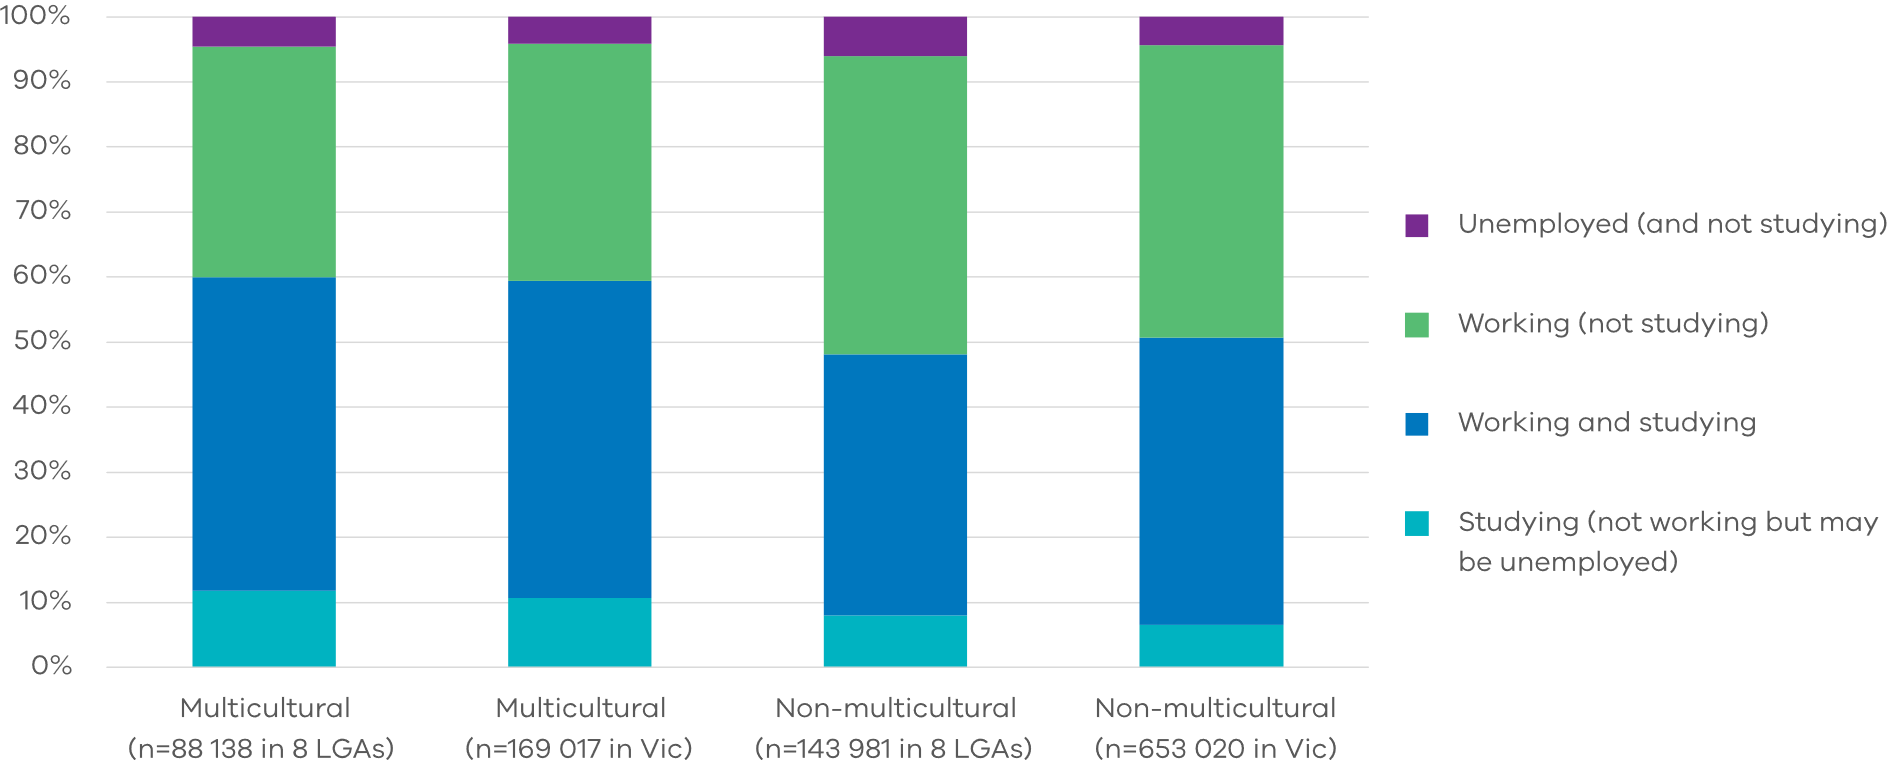 100%
90%
80%
70%
60%
50%
40%
30%
20%
10%
0%
Multicultural
(n=88 138 in 8 LGAs)
Multicultural
(n=169 017 in Vic)
Non-multicultural
(n=143 981 in 8 LGAs)
Non-multicultural
(n=653 020 in Vic)
Unemployed (and not studying)
Working (not studying)
Working and studying
Studying (not working but may
be unemployed)